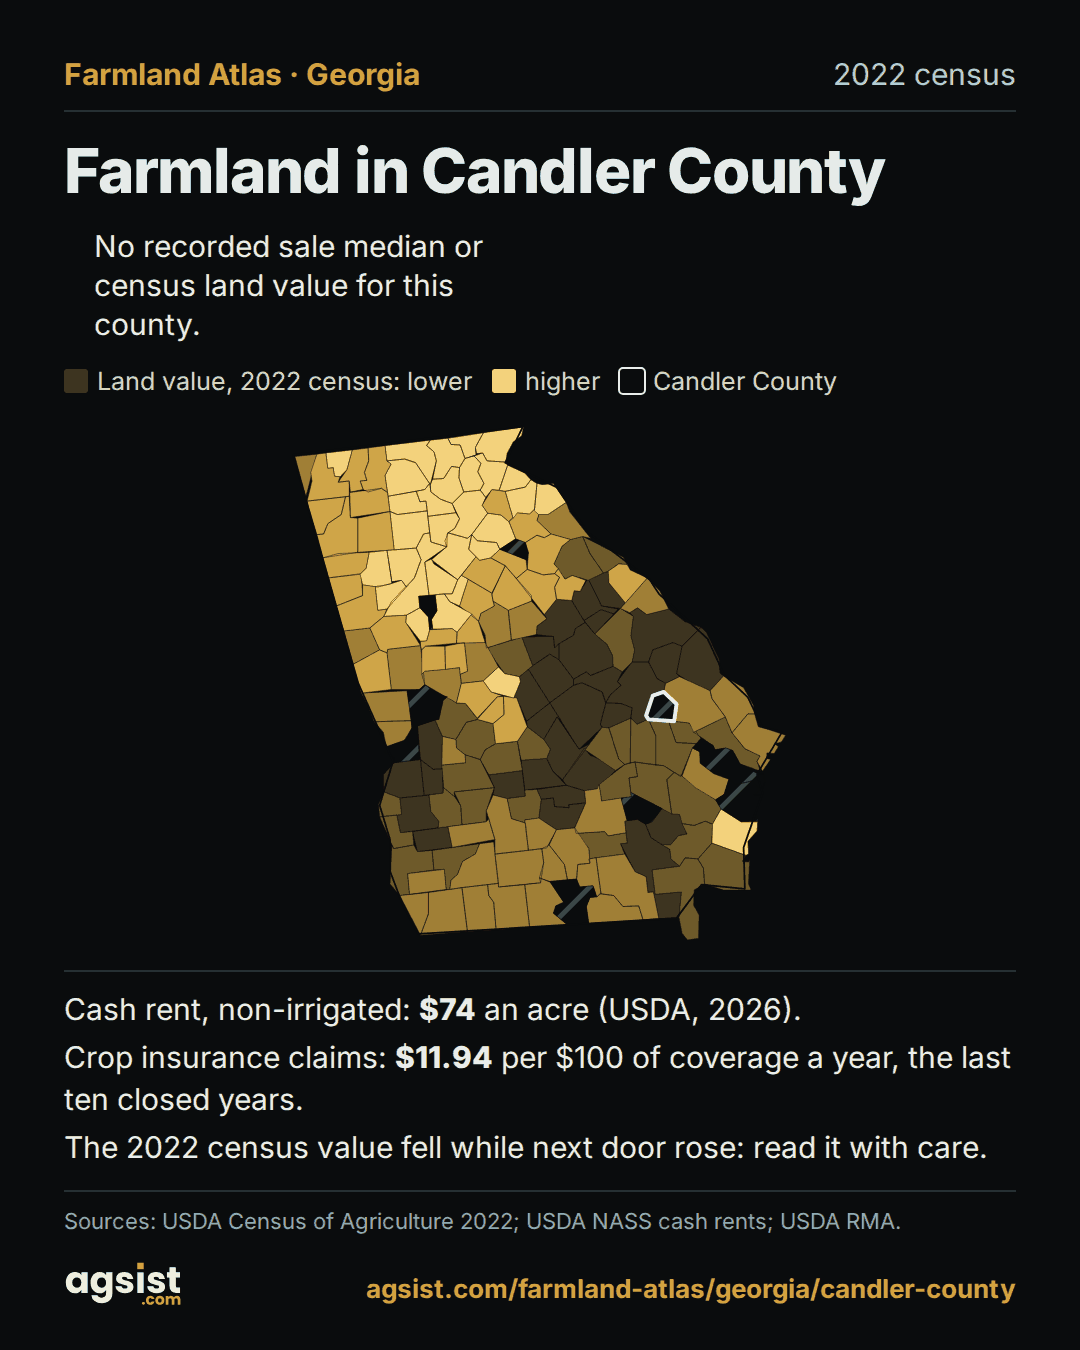 Farmland Atlas · Georgia
2022 census
Farmland in Candler County
No recorded sale median or
census land value for this
county.
Land value, 2022 census: lower
higher
Candler County
Cash rent, non-irrigated: $74 an acre (USDA, 2026).
Crop insurance claims: $11.94 per $100 of coverage a year, the last
ten closed years.
The 2022 census value fell while next door rose: read it with care.
Sources: USDA Census of Agriculture 2022; USDA NASS cash rents; USDA RMA.
agsist
.com
agsist.com/farmland-atlas/georgia/candler-county